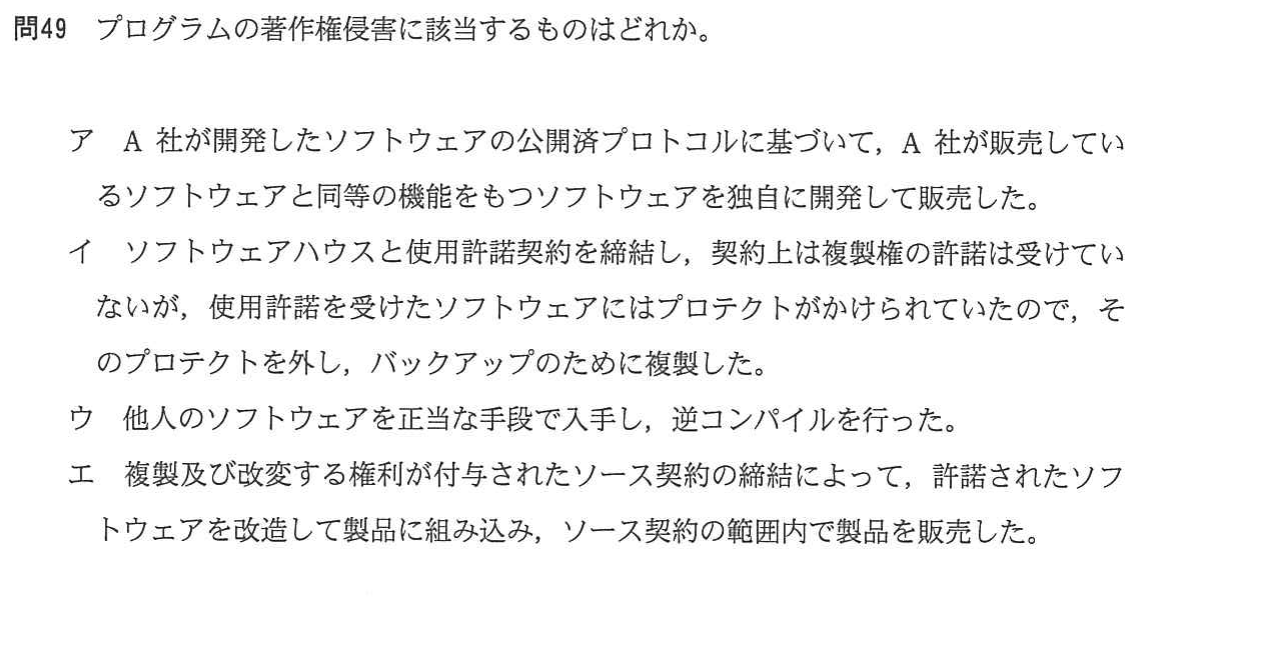 問49 プログラムの著作権侵害に該当するものはどれか。
ア A 社が開発したソフトウェアの公開済プロトコルに基づいて，A 社が販売してい
るソフトウェアと同等の機能をもつソフトウェアを独自に開発して販売した。
イ ソフトウェアハウスと使用許諾契約を締結し，契約上は複製権の許諾は受けてい
ないが，使用許諾を受けたソフトウェアにはプロテクトがかけられていたので，そ
のプロテクトを外し，バックアップのために複製した。
ウ 他人のソフトウェアを正当な手段で入手し，逆コンパイルを行った。
エ 複製及び改変する権利が付与されたソース契約の締結によって，許諾されたソフ
トウェアを改造して製品に組み込み，ソース契約の範囲内で製品を販売した。